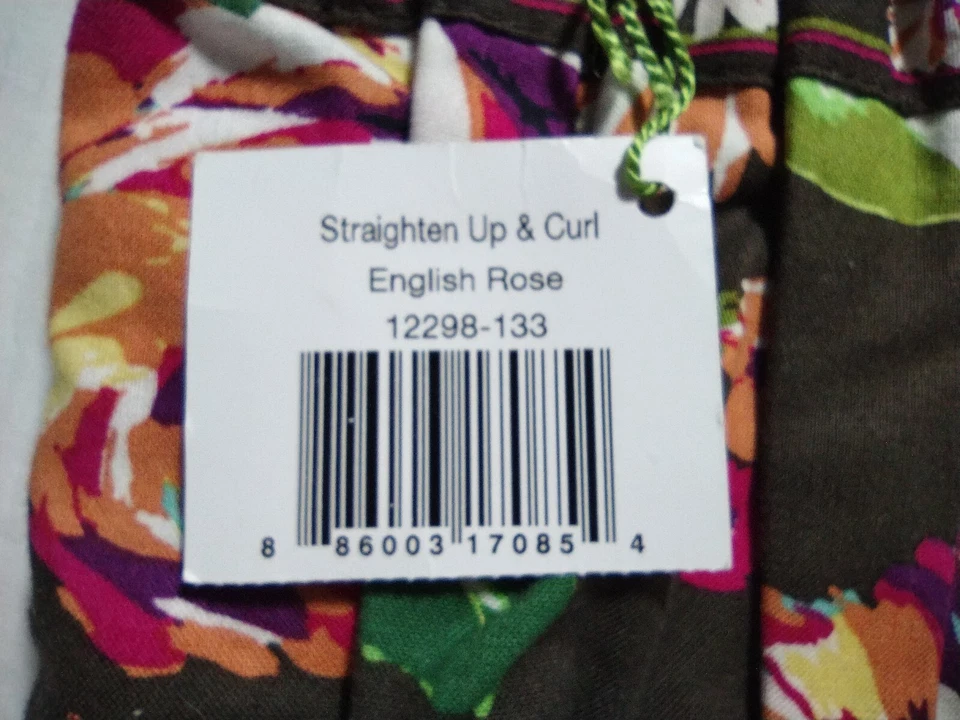 Straighten Up & Curl
English Rose
12298-133
8 86003 17085 4